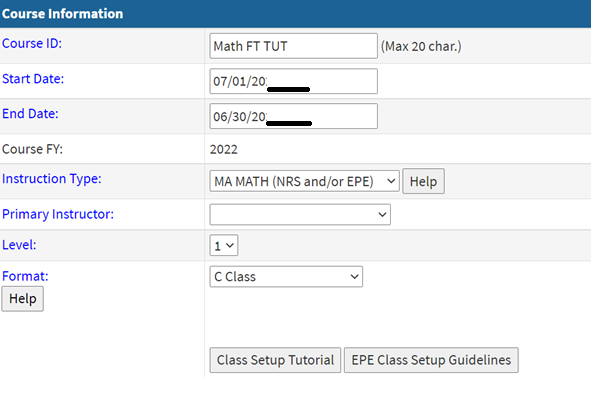 Course Information
Course ID: Math FT TUT (Max 20 char.)
Start Date: 07/01/20
End Date: 06/30/20
Course FY: 2022
Instruction Type: MA MATH (NRS and/or EPE) Help
Primary Instructor:
Level: 1
Format: C Class
Help
Class Setup Tutorial EPE Class Setup Guidelines